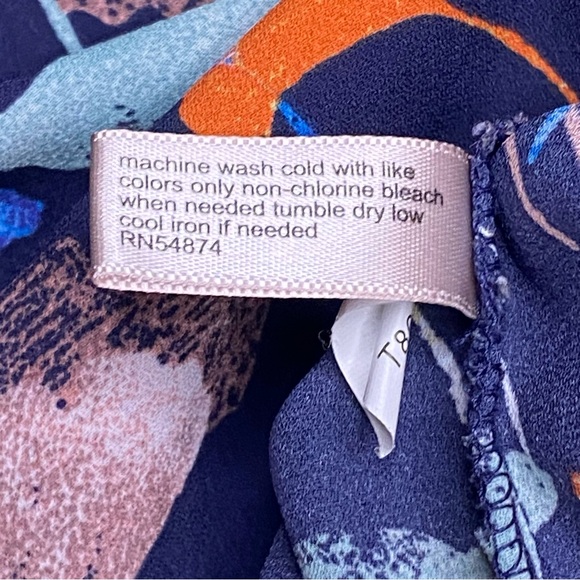 machine wash cold with like
colors only non-chlorine bleach
when needed tumble dry low
cool iron if needed
RN54874